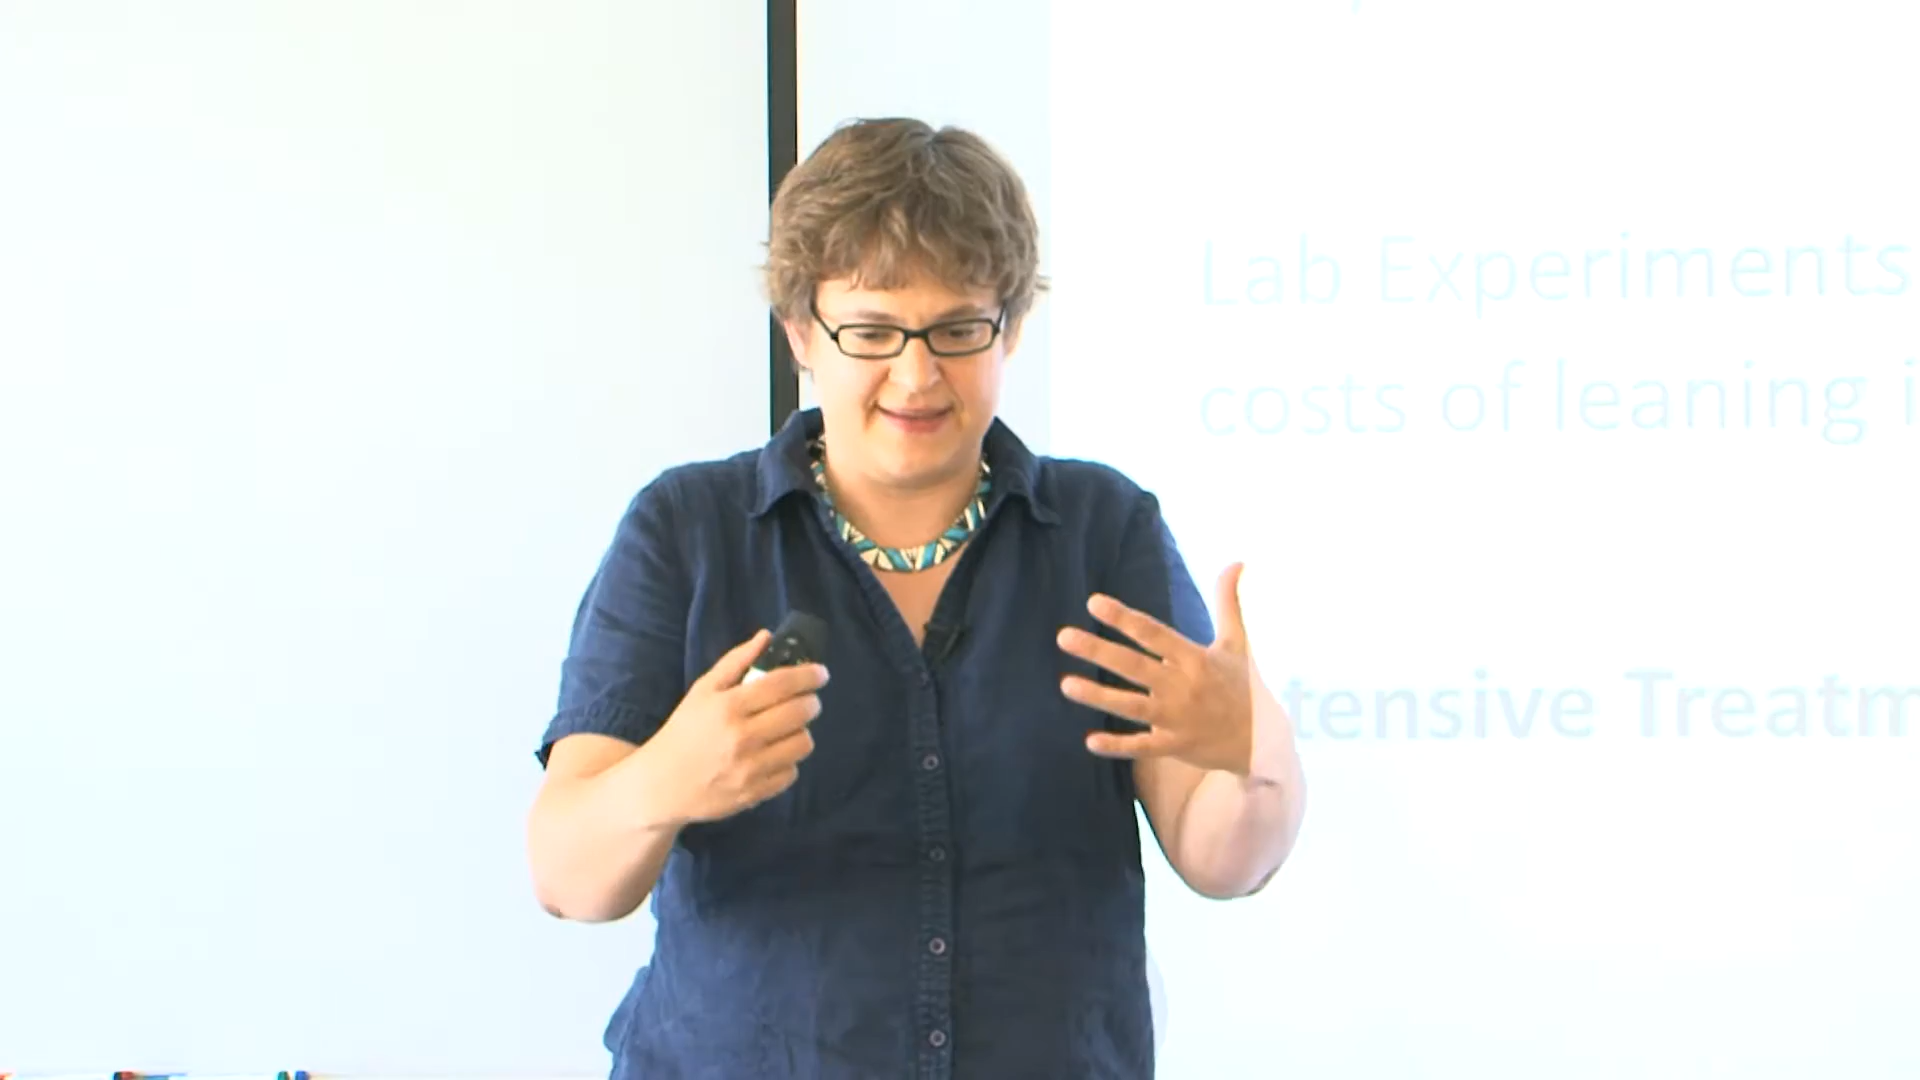 Lab Experiments
costs of leaning i
tensive Treatm